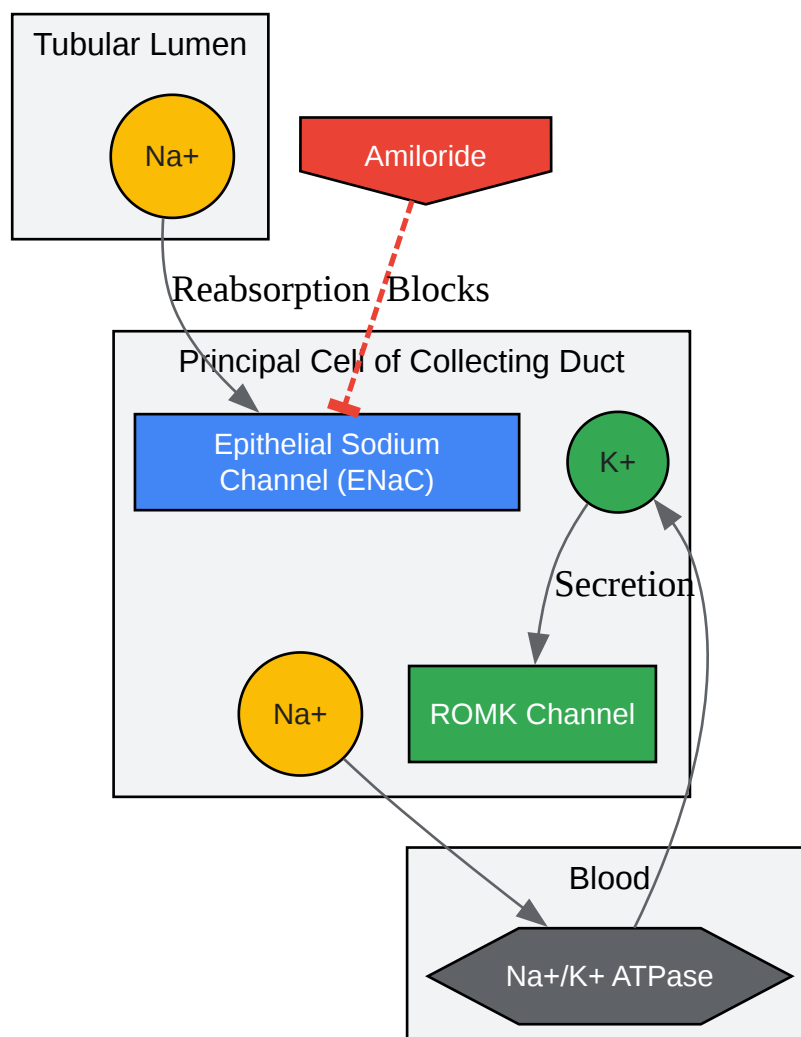 Tubular Lumen
Na+
Amiloride
Reabsorption
Blocks
Principal Cell of Collecting Duct
Epithelial Sodium
Channel (ENaC)
K+
Secretion
Na+
ROMK Channel
Blood
Na+/K+ ATPase